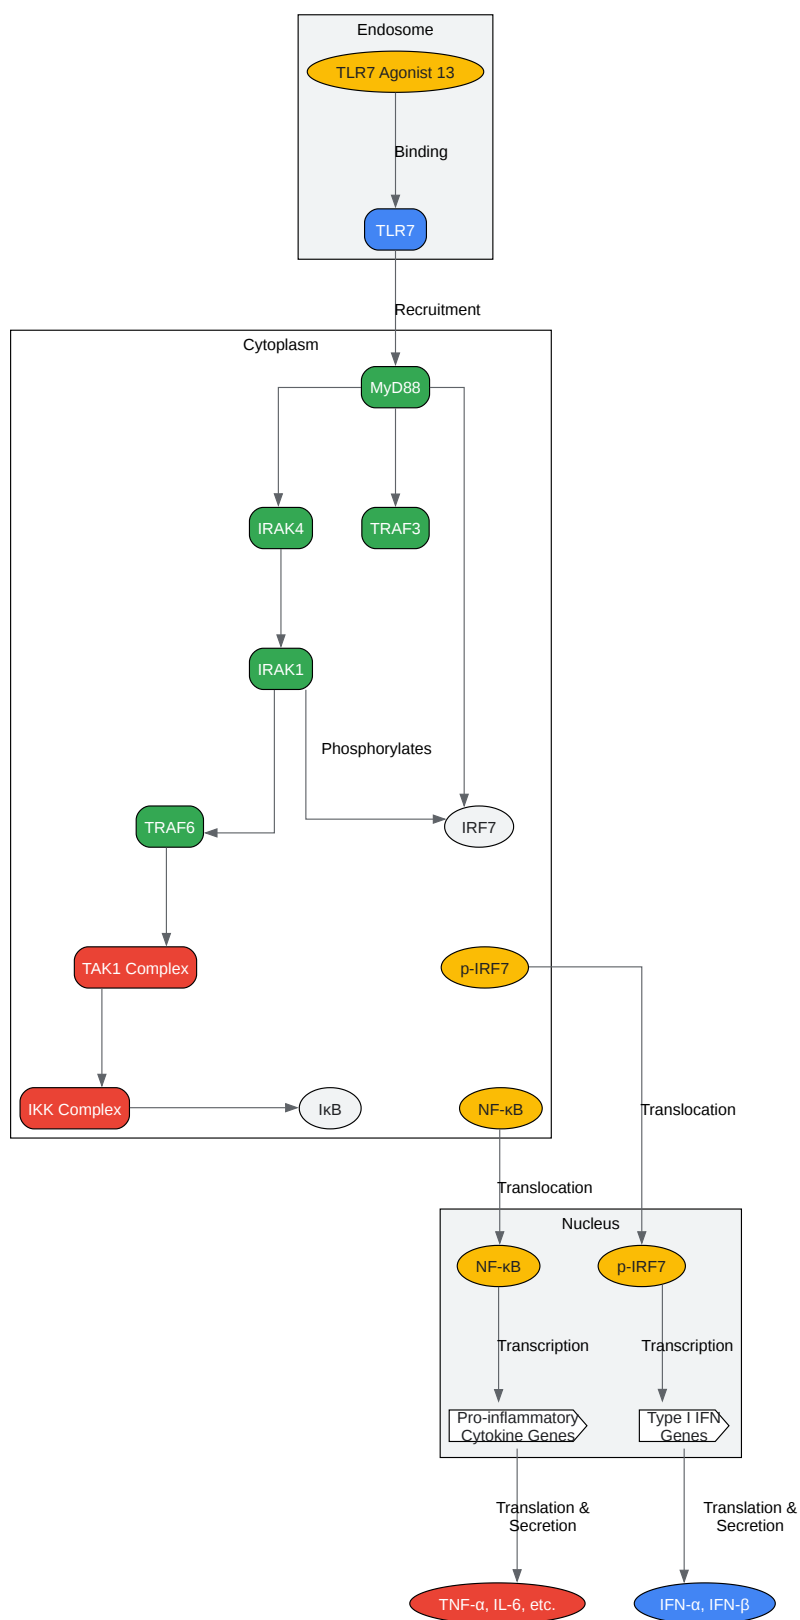 Endosome
TLR7 Agonist 13
Binding
TLR7
Recruitment
Cytoplasm
MyD88
IRAK4
TRAF3
IRAK1
Phosphorylates
TRAF6
IRF7
TAK1 Complex
p-IRF7
IKK Complex
IκB
NF-κB
Translocation
Translocation
Nucleus
NF-κB
p-IRF7
Transcription
Transcription
Pro-inflammatory
Cytokine Genes
Type I IFN
Genes
Translation &
Secretion
Translation &
Secretion
TNF-α, IL-6, etc.
IFN-α, IFN-β